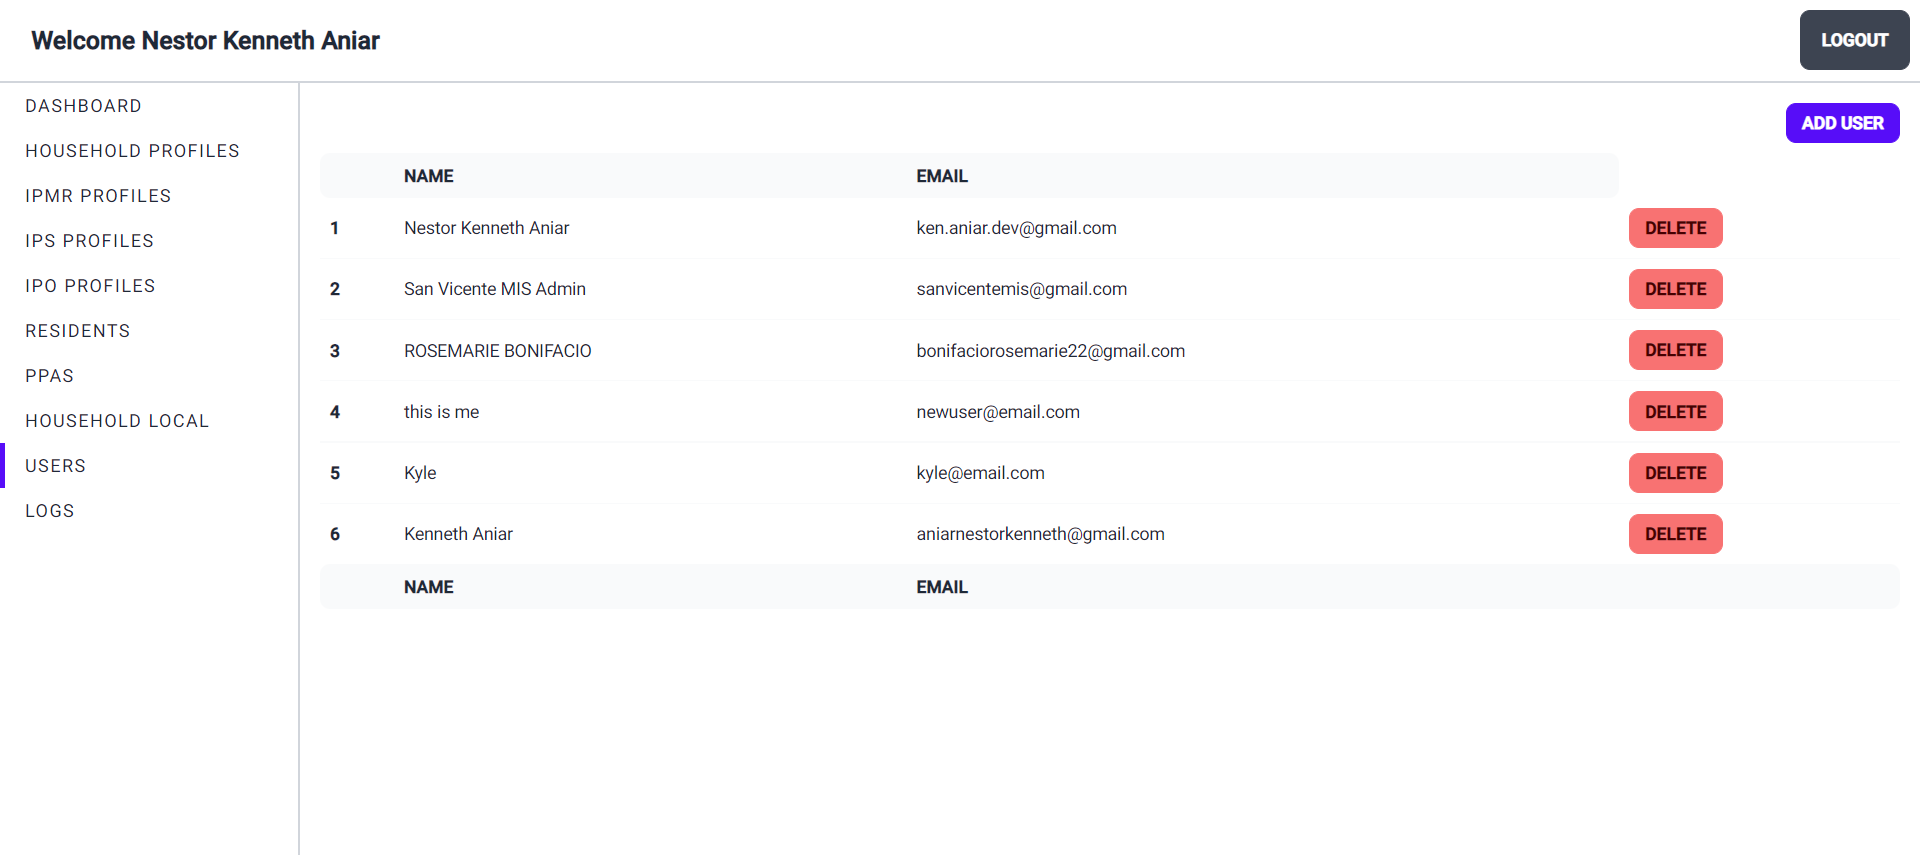 Welcome Nestor Kenneth Aniar
LOGOUT
DASHBOARD
HOUSEHOLD PROFILES
IPMR PROFILES
IPS PROFILES
IPO PROFILES
RESIDENTS
PPAS
HOUSEHOLD LOCAL
USERS
LOGS
ADD USER
NAME EMAIL
1 Nestor Kenneth Aniar ken.aniar.dev@gmail.com DELETE
2 San Vicente MIS Admin sanvicentemis@gmail.com DELETE
3 ROSEMARIE BONIFACIO bonifaciorosemarie22@gmail.com DELETE
4 this is me newuser@email.com DELETE
5 Kyle kyle@email.com DELETE
6 Kenneth Aniar aniarnestorkenneth@gmail.com DELETE
NAME EMAIL